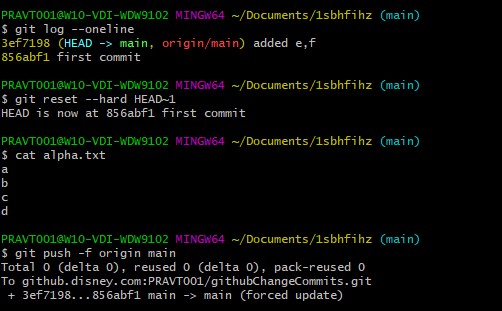 PRAVT001@W10-VDI-WDW9102 MINGW64 ~/Documents/1sbhfihz (main)
$ git log --oneline
3ef7198 (HEAD -> main, origin/main) added e,f
856abf1 first commit
PRAVT001@W10-VDI-WDW9102 MINGW64 ~/Documents/1sbhfihz (main)
$ git reset --hard HEAD~1
HEAD is now at 856abf1 first commit
PRAVT001@W10-VDI-WDW9102 MINGW64 ~/Documents/1sbhfihz (main)
$ cat alpha.txt
a
b
c
d
PRAVT001@W10-VDI-WDW9102 MINGW64 ~/Documents/1sbhfihz (main)
$ git push -f origin main
Total 0 (delta 0), reused 0 (delta 0), pack-reused 0
To github.disney.com:PRAVT001/githubChangeCommits.git
 + 3ef7198...856abf1 main -> main (forced update)